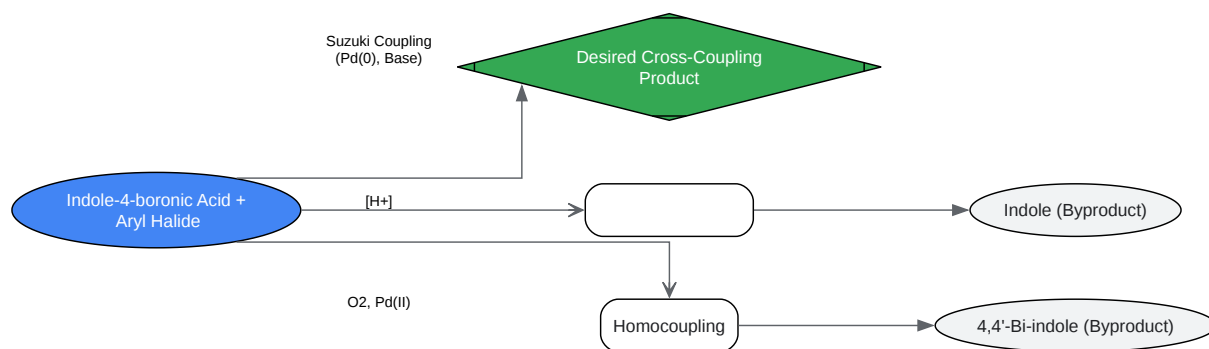 Suzuki Coupling
(Pd(0), Base)
Desired Cross-Coupling
Product
Indole-4-boronic Acid +
Aryl Halide
[H+]
Indole (Byproduct)
O2, Pd(II)
Homocoupling
4,4'-Bi-indole (Byproduct)